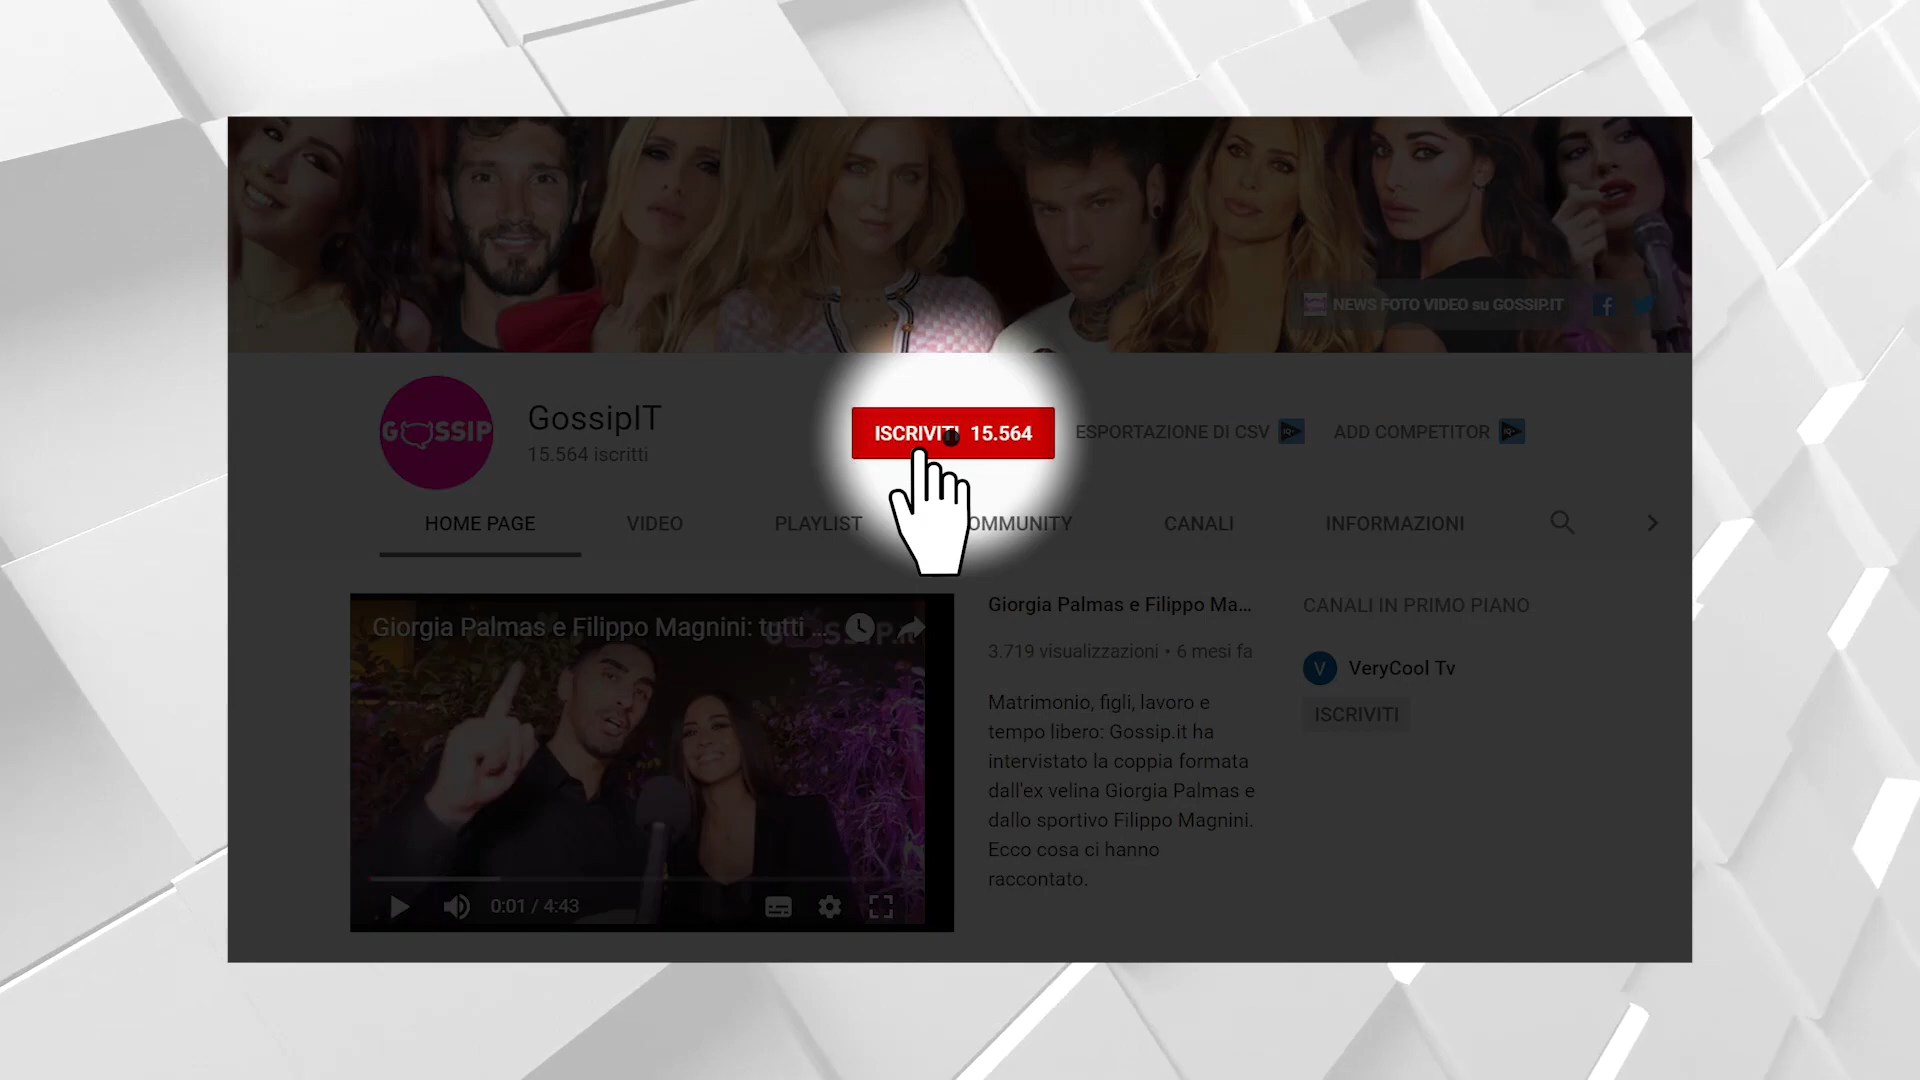 NEWS FOTO VIDEO su GOSSIP.IT
GOSSIP
GossipIT
15.564 iscritti
ISCRIVITI 15.564
ESPORTAZIONE DI CSV
ADD COMPETITOR
HOME PAGE
VIDEO
PLAYLIST
OMMUNITY
CANALI
INFORMAZIONI
Giorgia Palmas e Filippo Magnini: tutti ...
0:01 / 4:43
Giorgia Palmas e Filippo Ma...
3.719 visualizzazioni • 6 mesi fa
Matrimonio, figli, lavoro e
tempo libero: Gossip.it ha
intervistato la coppia formata
dall'ex velina Giorgia Palmas e
dallo sportivo Filippo Magnini.
Ecco cosa ci hanno
raccontato.
CANALI IN PRIMO PIANO
V VeryCool Tv
ISCRIVITI